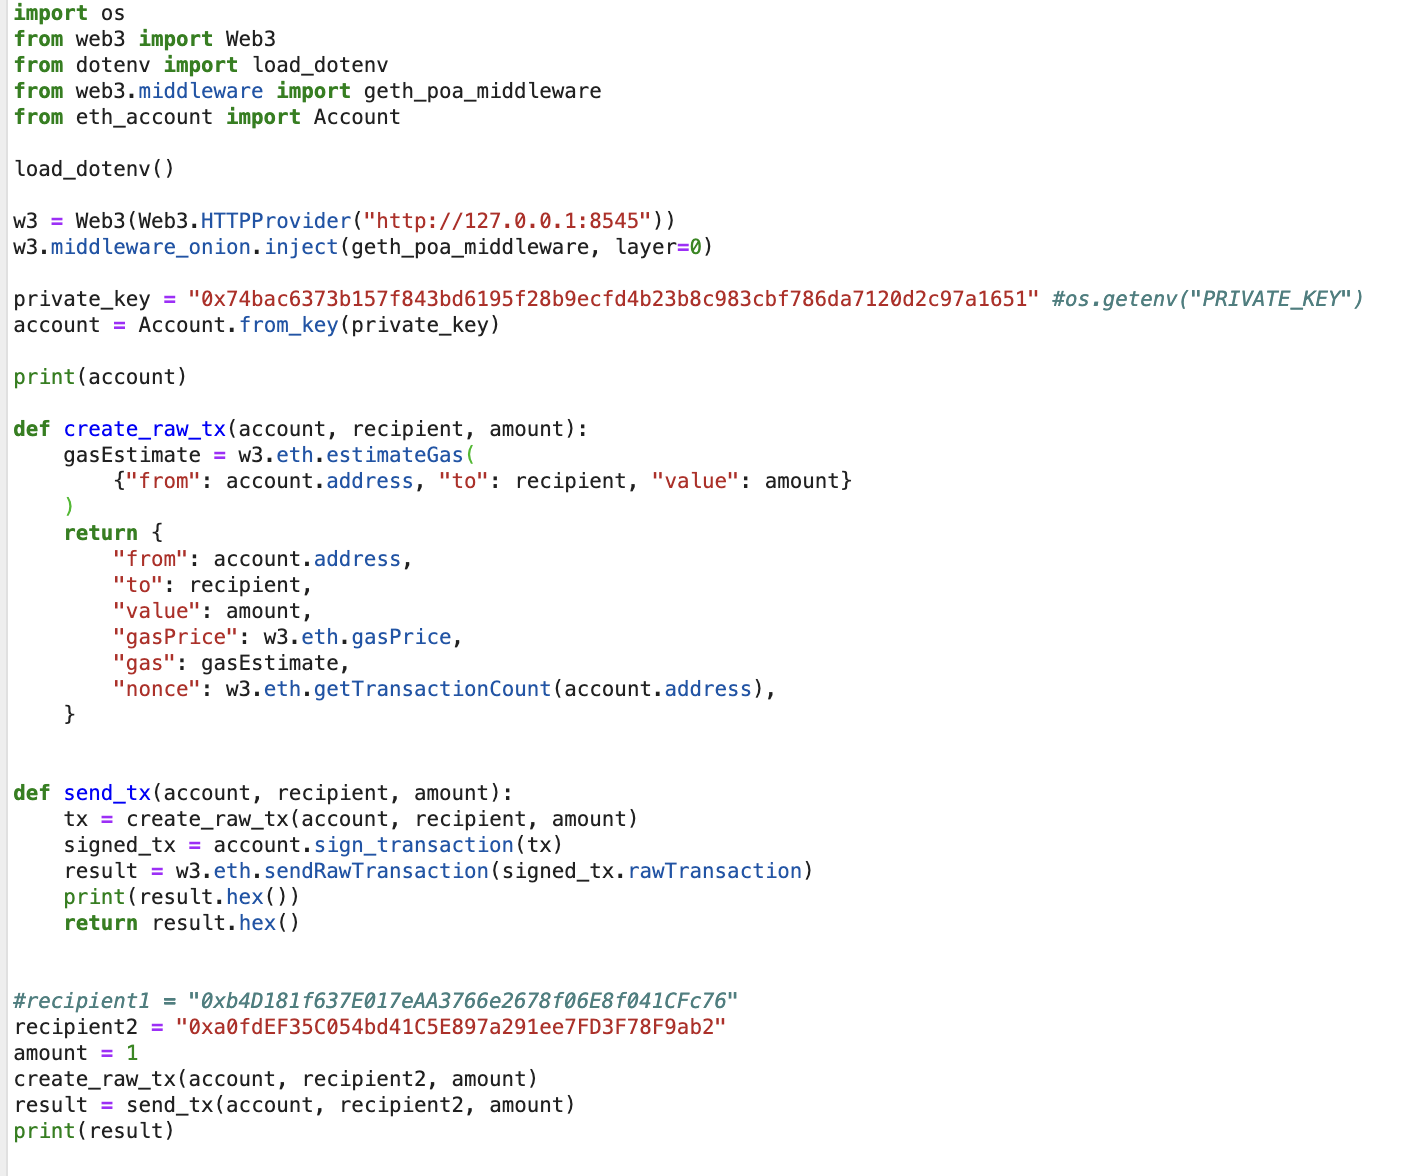 import os
from web3 import Web3
from dotenv import load_dotenv
from web3.middleware import geth_poa_middleware
from eth_account import Account
load_dotenv()
w3 = Web3(Web3.HTTPProvider("http://127.0.0.1:8545"))
w3.middleware_onion.inject(geth_poa_middleware, layer=0)
private_key = "0x74bac6373b157f843bd6195f28b9ecfd4b23b8c983cbf786da7120d2c97a1651" #os.getenv("PRIVATE_KEY")
account = Account.from_key(private_key)
print(account)
def create_raw_tx(account, recipient, amount):
    gasEstimate = w3.eth.estimateGas(
        {"from": account.address, "to": recipient, "value": amount}
    )
    return {
        "from": account.address,
        "to": recipient,
        "value": amount,
        "gasPrice": w3.eth.gasPrice,
        "gas": gasEstimate,
        "nonce": w3.eth.getTransactionCount(account.address),
    }
def send_tx(account, recipient, amount):
    tx = create_raw_tx(account, recipient, amount)
    signed_tx = account.sign_transaction(tx)
    result = w3.eth.sendRawTransaction(signed_tx.rawTransaction)
    print(result.hex())
    return result.hex()
#recipient1 = "0xb4D181f637E017eAA3766e2678f06E8f041CFc76"
recipient2 = "0xa0fdEF35C054bd41C5E897a291ee7FD3F78F9ab2"
amount = 1
create_raw_tx(account, recipient2, amount)
result = send_tx(account, recipient2, amount)
print(result)